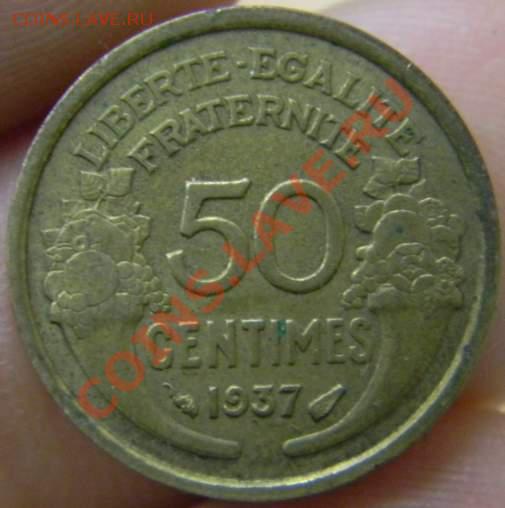 COINS-LAVE.RU
LIBERTE-EGALITE
FRATERNITE
50
CENTIMES
1937
COINS.LAVE.RU